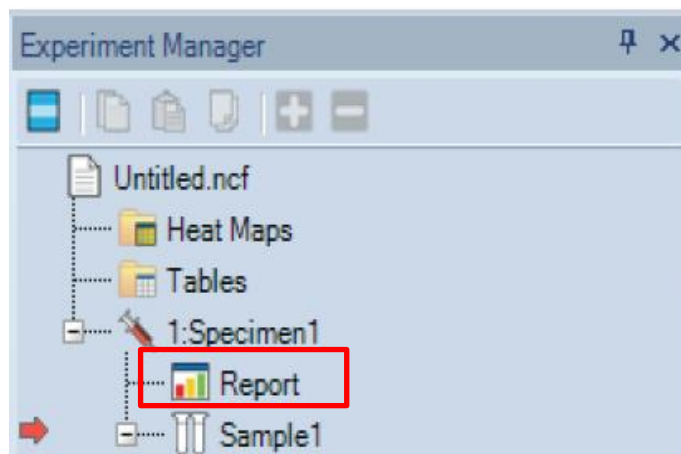 Experiment Manager
Untitled.ncf
Heat Maps
Tables
1:Specimen1
Report
Sample1